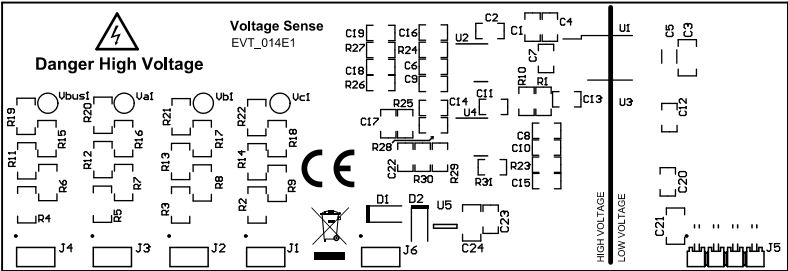 Danger High Voltage
Voltage Sense
EVT_014E1
C19
R27
C18
R26
C16
R24
C6
C9
U2
C2
C1
C4
C7
U1
C5
C3
R19
VbusI
R20
VaI
R21
VbI
R22
VcI
R25
C17
C14
U4
C11
R10
R1
C13
U3
C12
R15
R16
R17
R18
R11
R12
R13
R14
R28
C22
R30
R29
R31
C8
C10
R23
C15
R6
R7
R8
R9
C20
R4
R5
R3
R2
CE
D1
D2
U5
C24
C23
C21
HIGH VOLTAGE
LOW VOLTAGE
J4
J3
J2
J1
J6
J5